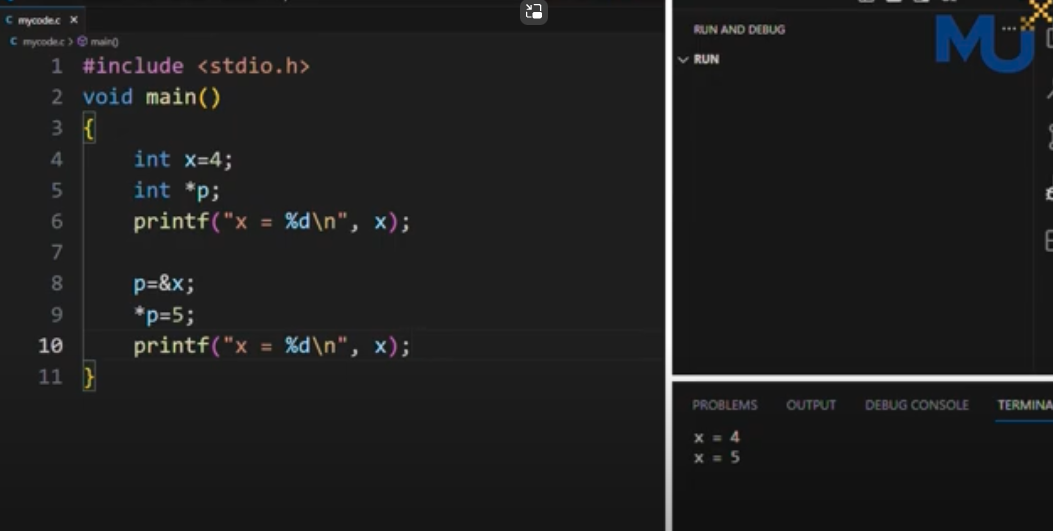 mycode.c
mycode.c > main()
1 #include <stdio.h>
2 void main()
3 {
4 int x=4;
5 int *p;
6 printf("x = %d\n", x);
7
8 p=&x;
9 *p=5;
10 printf("x = %d\n", x);
11 }
RUN AND DEBUG
MU
RUN
PROBLEMS OUTPUT DEBUG CONSOLE TERMINA
x = 4
x = 5